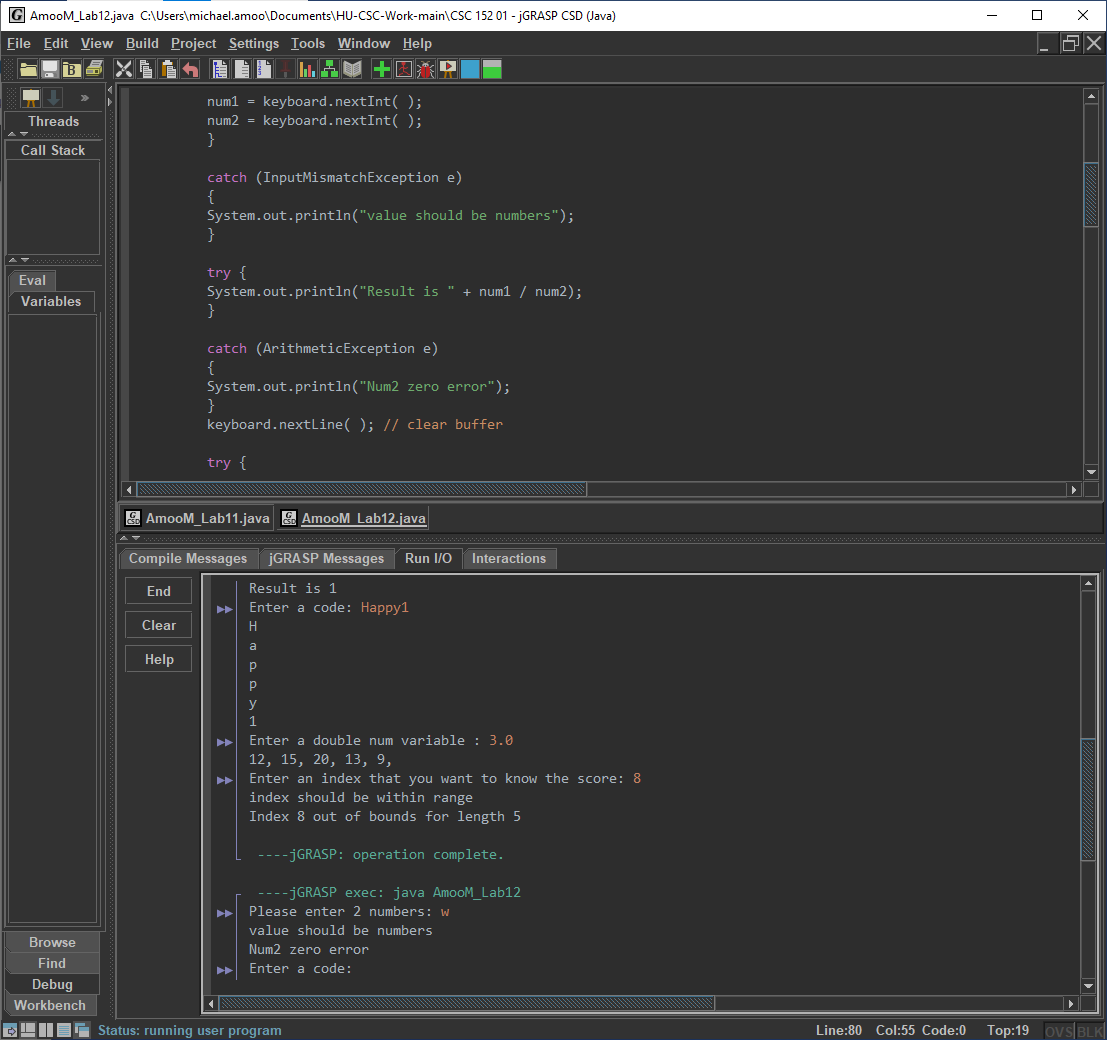 AmooM_Lab12.java  C:\Users\michael.amoo\Documents\HU-CSC-Work-main\CSC 152 01 - jGRASP CSD (Java)
File Edit View Build Project Settings Tools Window Help
Threads
Call Stack
Eval
Variables
Browse
Find
Debug
Workbench
num1 = keyboard.nextInt( );
num2 = keyboard.nextInt( );
}
catch (InputMismatchException e)
{
System.out.println("value should be numbers");
}
try {
System.out.println("Result is " + num1 / num2);
}
catch (ArithmeticException e)
{
System.out.println("Num2 zero error");
}
keyboard.nextLine( ); // clear buffer
try {
AmooM_Lab11.java AmooM_Lab12.java
Compile Messages jGRASP Messages Run I/O Interactions
End
Clear
Help
Result is 1
Enter a code: Happy1
H
a
p
p
y
1
Enter a double num variable : 3.0
12, 15, 20, 13, 9,
Enter an index that you want to know the score: 8
index should be within range
Index 8 out of bounds for length 5
----jGRASP: operation complete.
----jGRASP exec: java AmooM_Lab12
Please enter 2 numbers: w
value should be numbers
Num2 zero error
Enter a code:
Status: running user program Line:80 Col:55 Code:0 Top:19 OVS BLK